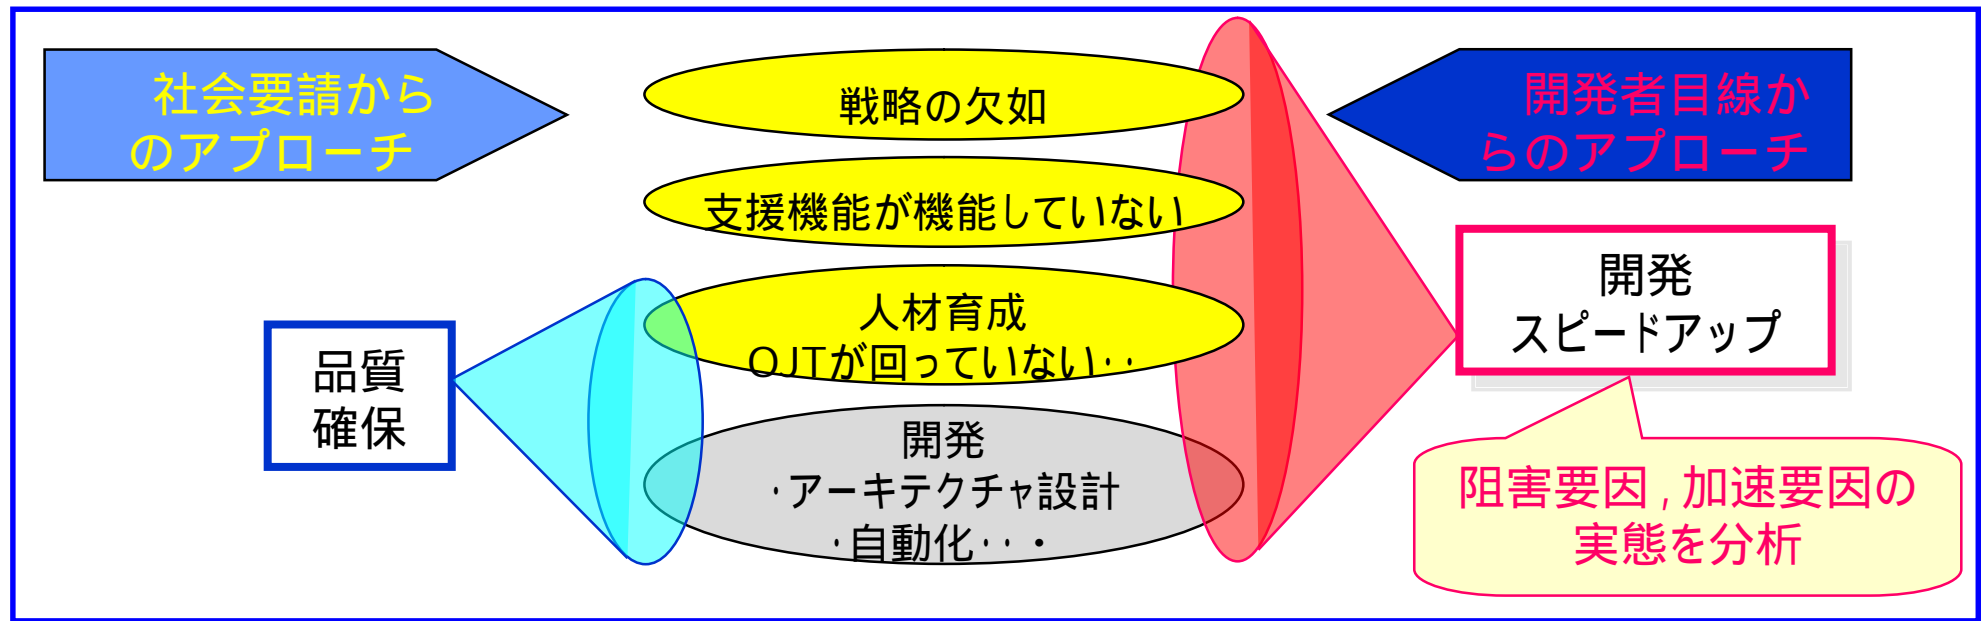 社会要請から
のアプローチ
戦略の欠如
開発者目線か
らのアプローチ
支援機能が機能していない
人材育成
OJTが回っていない・・
品質
確保
開発
・アーキテクチャ設計
・自動化・・・
開発
スピードアップ
阻害要因,加速要因の
実態を分析